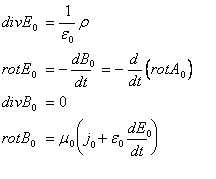 divE₀ = 1/ε₀ ρ
rotE₀ = − dB₀/dt = − d/dt (rotA₀)
divB₀ = 0
rotB₀ = μ₀ (j₀ + ε₀ dE₀/dt)